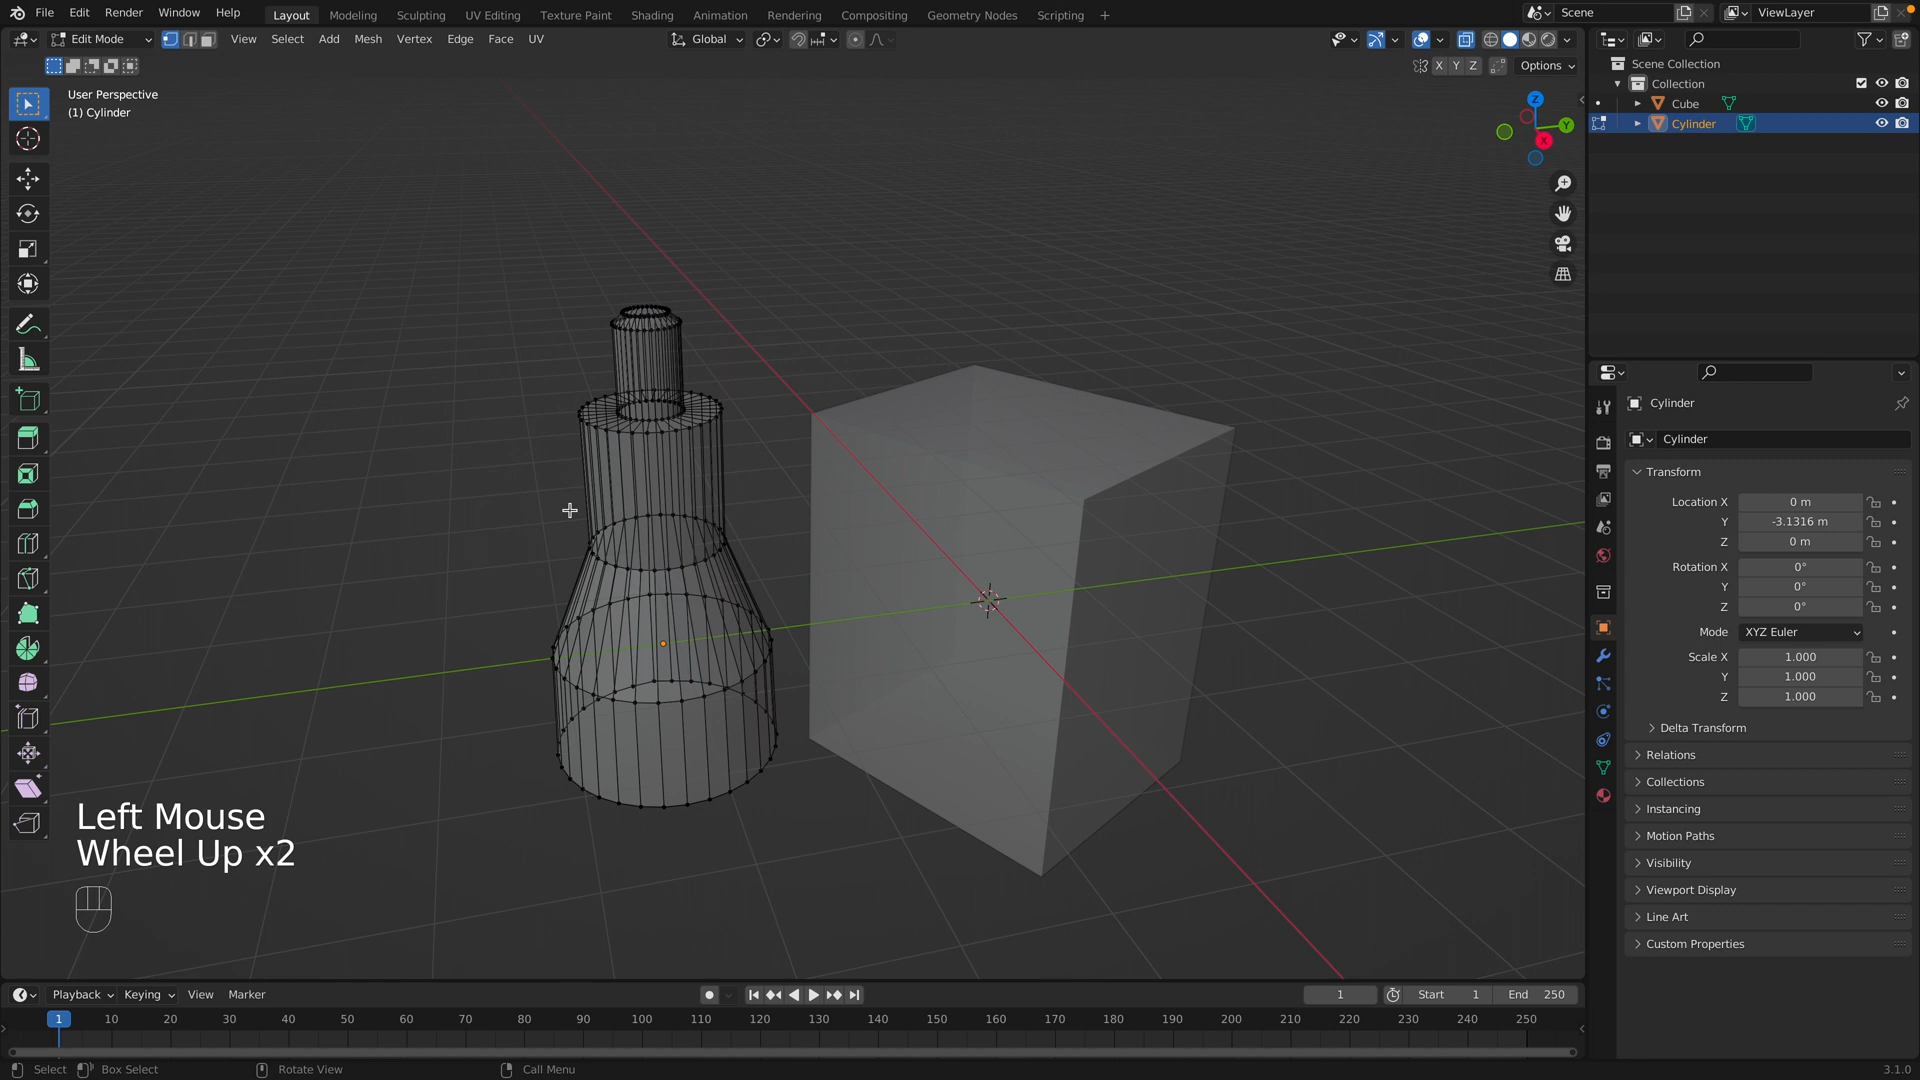 File Edit Render Window Help Layout Modeling Sculpting UV Editing Texture Paint Shading Animation Rendering Compositing Geometry Nodes Scripting + Scene ViewLayer
Edit Mode View Select Add Mesh Vertex Edge Face UV Global
X Y Z Options
User Perspective
(1) Cylinder
Z
Y
X
Scene Collection
Collection
Cube
Cylinder
Cylinder
Cylinder
Transform
Location X 0 m
Y -3.1316 m
Z 0 m
Rotation X 0°
Y 0°
Z 0°
Mode XYZ Euler
Scale X 1.000
Y 1.000
Z 1.000
Delta Transform
Relations
Collections
Instancing
Motion Paths
Visibility
Viewport Display
Line Art
Custom Properties
Left Mouse
Wheel Up x2
Playback Keying View Marker 1 Start 1 End 250
1 10 20 30 40 50 60 70 80 90 100 110 120 130 140 150 160 170 180 190 200 210 220 230 240 250
Select Box Select Rotate View Call Menu 3.1.0